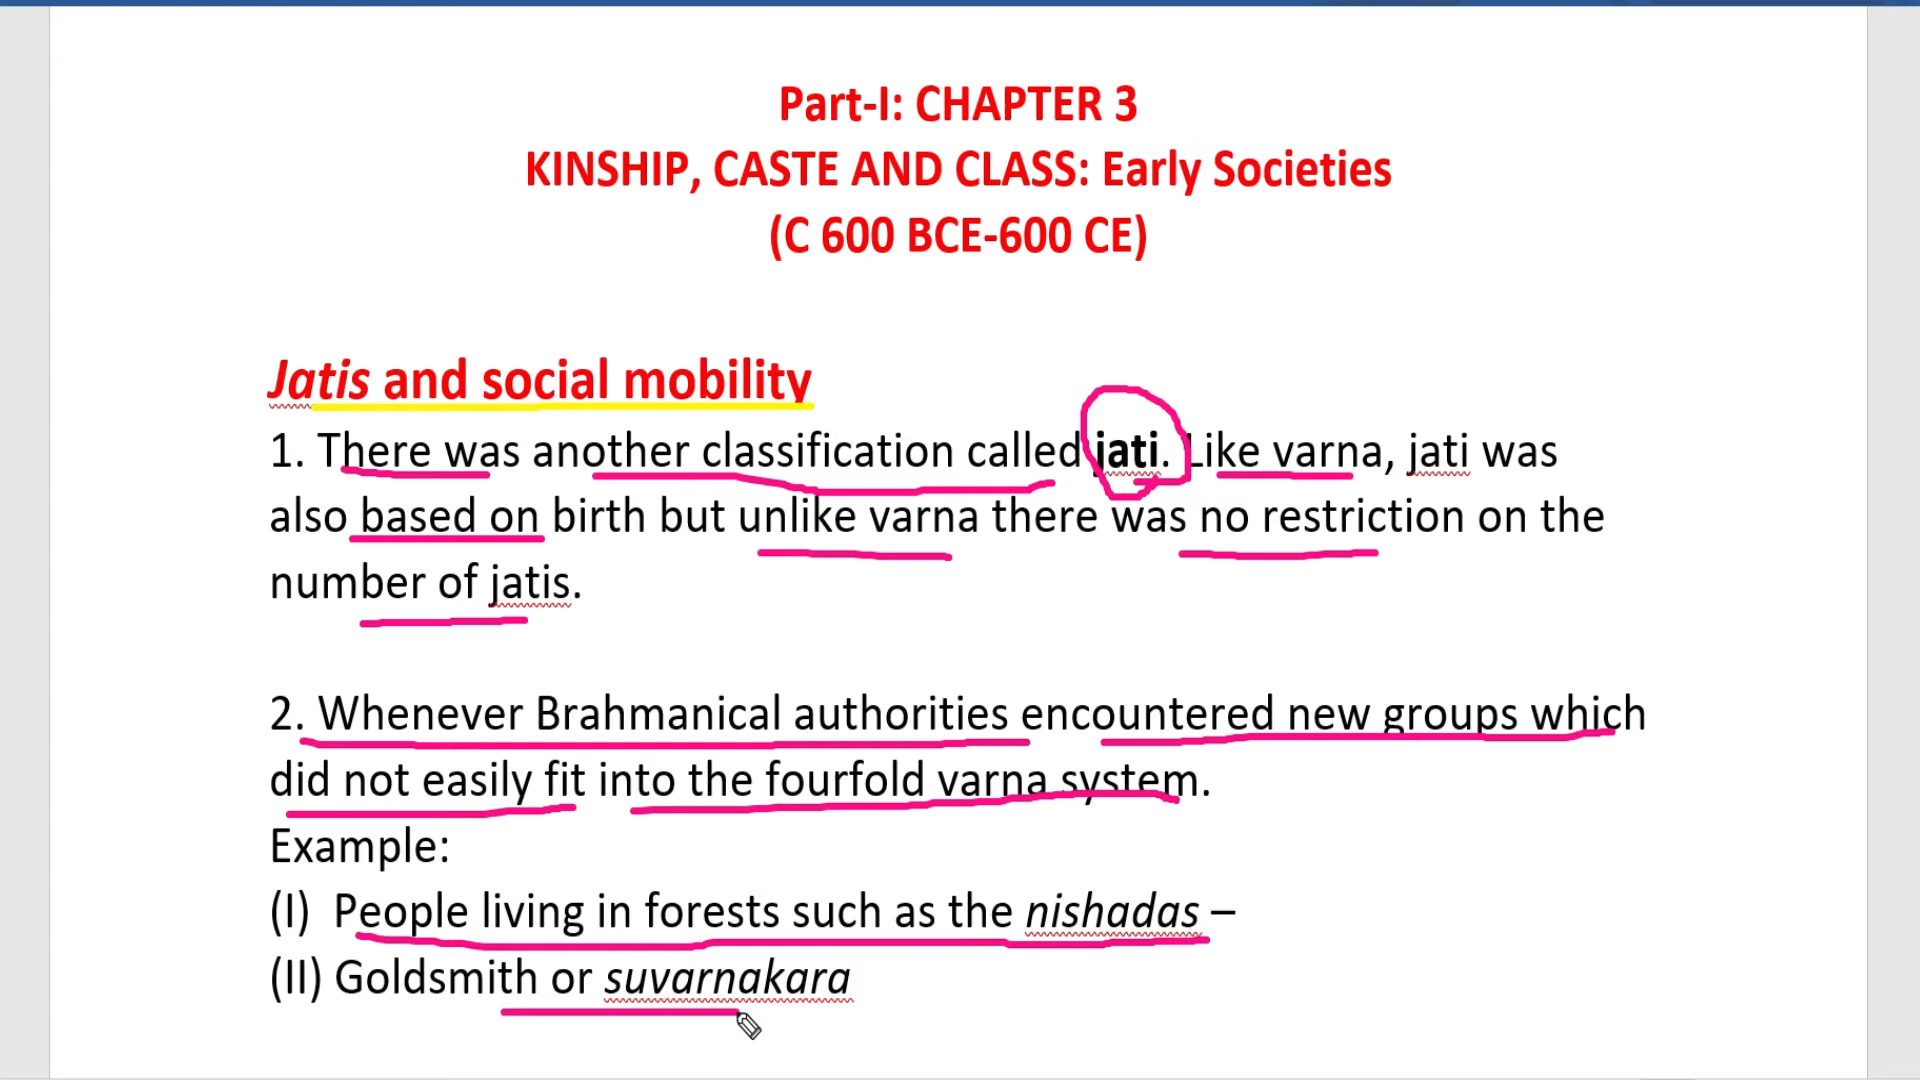 Part-I: CHAPTER 3
KINSHIP, CASTE AND CLASS: Early Societies
(C 600 BCE-600 CE)
Jatis and social mobility
1. There was another classification called jati. Like varna, jati was
also based on birth but unlike varna there was no restriction on the
number of jatis.
2. Whenever Brahmanical authorities encountered new groups which
did not easily fit into the fourfold varna system.
Example:
(I) People living in forests such as the nishadas –
(II) Goldsmith or suvarnakara